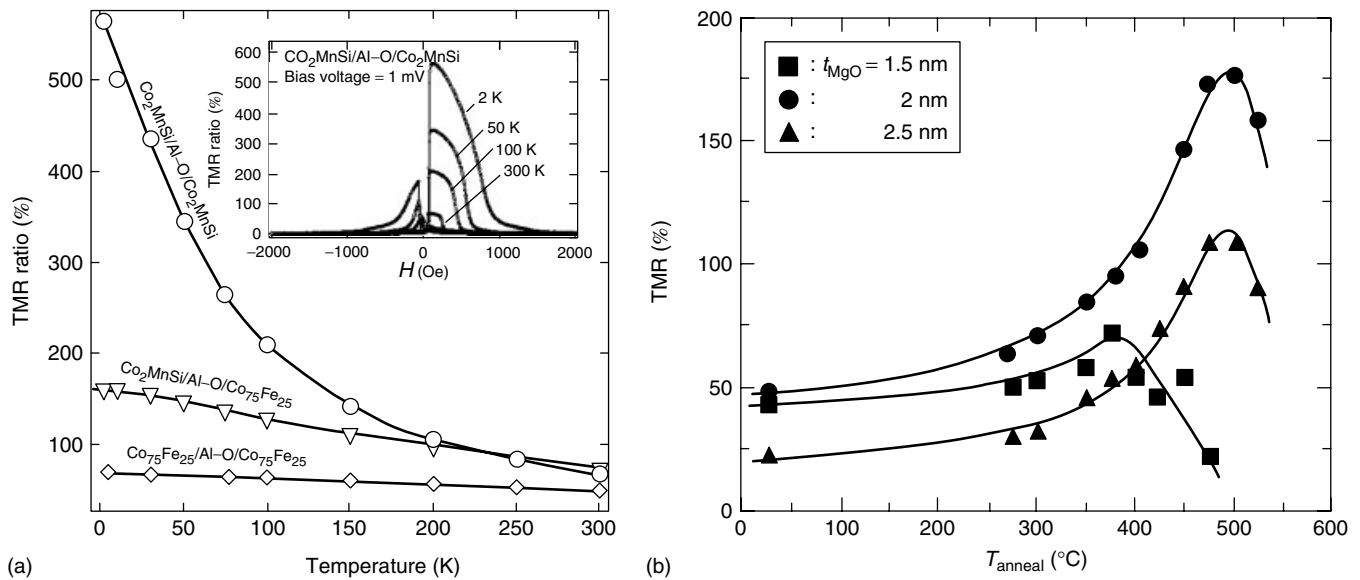 CO₂MnSi/Al–O/Co₂MnSi
Bias voltage = 1 mV
600
500
400
300
200
100
0
TMR ratio (%)
2 K
50 K
100 K
300 K
−2000
−1000
0
1000
2000
H (Oe)
500
400
300
200
100
TMR ratio (%)
Co₂MnSi/Al–O/Co₂MnSi
Co₂MnSi/Al–O/Co₇₅Fe₂₅
Co₇₅Fe₂₅/Al–O/Co₇₅Fe₂₅
0
50
100
150
200
250
300
Temperature (K)
(a)
200
150
100
50
0
TMR (%)
: tMgO = 1.5 nm
: 2 nm
: 2.5 nm
0
100
200
300
400
500
600
Tanneal (°C)
(b)